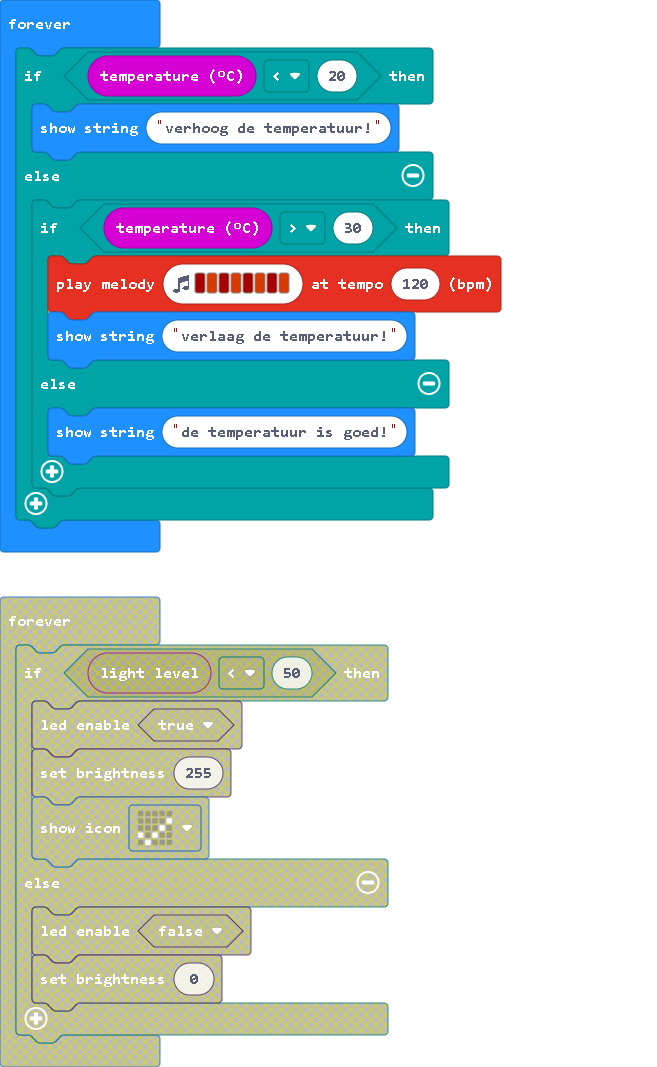 forever
if temperature (ºC) < 20 then
show string "verhoog de temperatuur!"
else
if temperature (ºC) > 30 then
play melody at tempo 120 (bpm)
show string "verlaag de temperatuur!"
else
show string "de temperatuur is goed!"
forever
if light level < 50 then
led enable true
set brightness 255
show icon
else
led enable false
set brightness 0